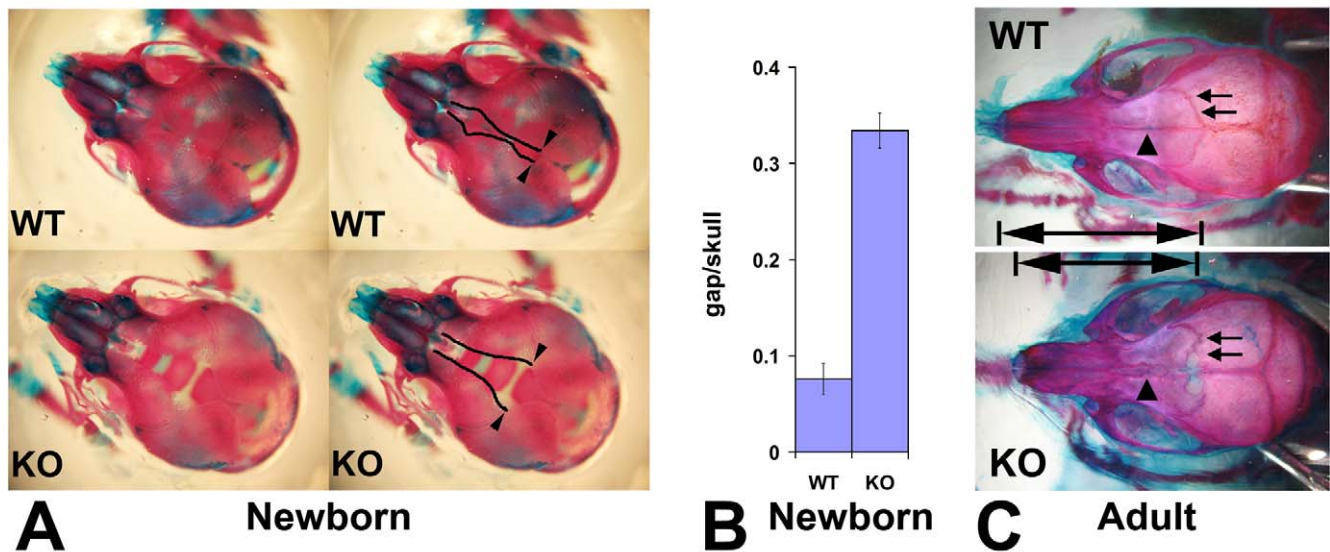 WT
WT
KO
KO
A
Newborn
0.4
0.3
0.2
0.1
0
gap/skull
WT
KO
B
Newborn
WT
KO
C
Adult